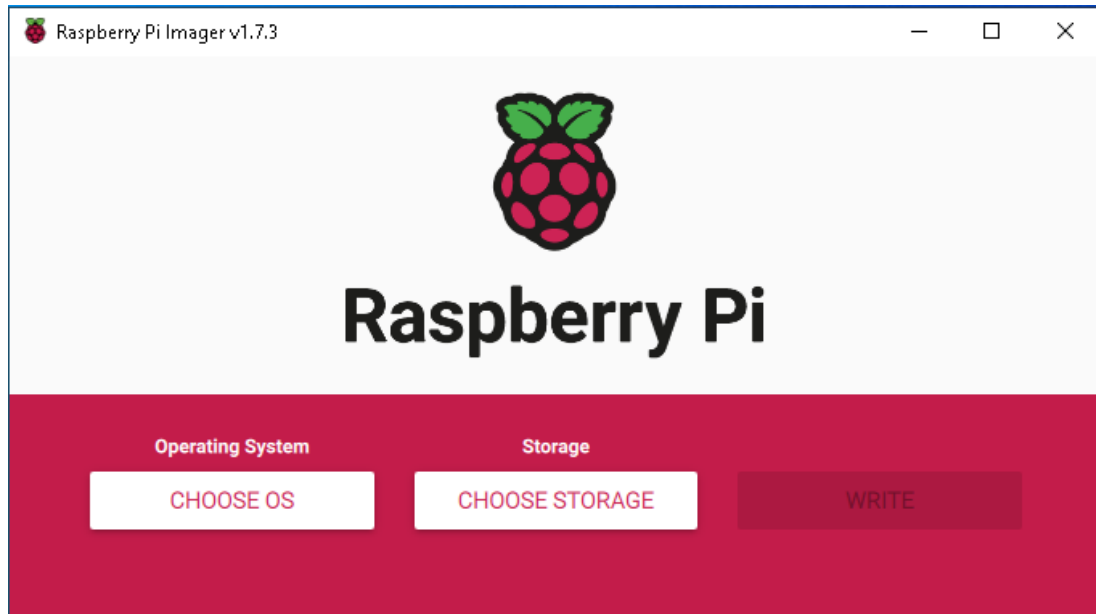 Raspberry Pi Imager v1.7.3
Raspberry Pi
Operating System
Storage
CHOOSE OS
CHOOSE STORAGE
WRITE